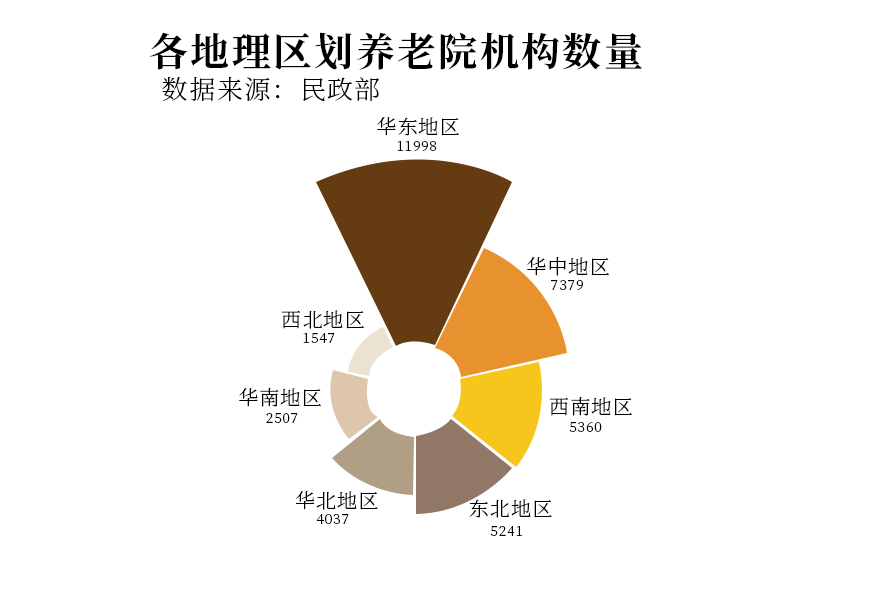 各地理区划养老院机构数量
数据来源：民政部
华东地区
11998
华中地区
7379
西北地区
1547
华南地区
2507
西南地区
5360
华北地区
4037
东北地区
5241